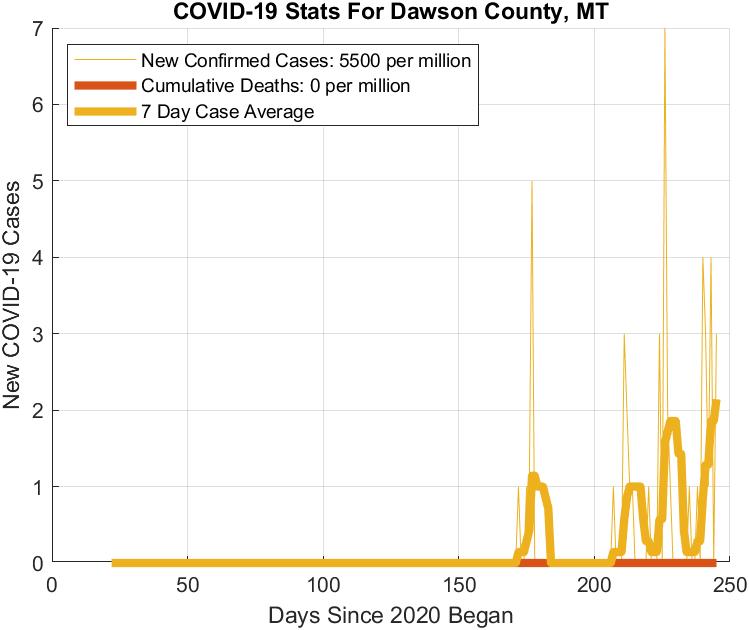 COVID-19 Stats For Dawson County, MT
New Confirmed Cases: 5500 per million
Cumulative Deaths: 0 per million
7 Day Case Average
New COVID-19 Cases
7
6
5
4
3
2
1
0
0 50 100 150 200 250
Days Since 2020 Began